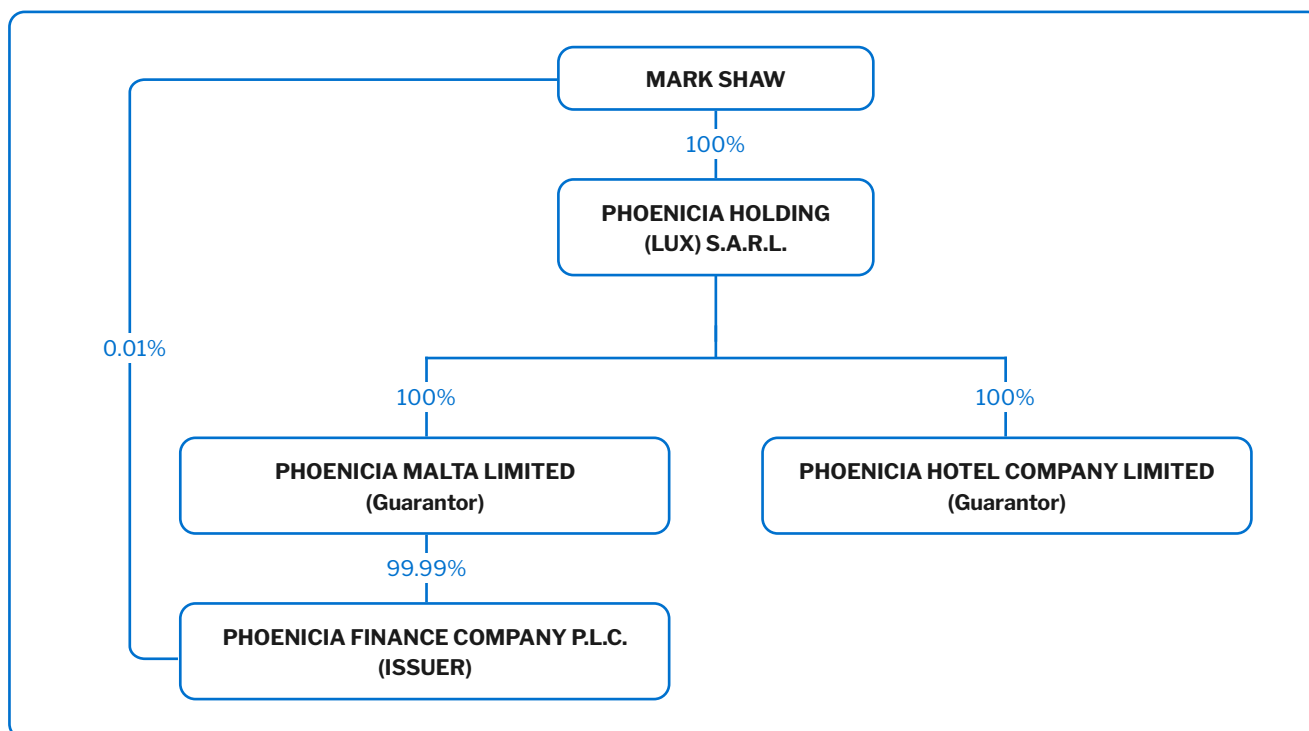 MARK SHAW
100%
PHOENICIA HOLDING
(LUX) S.A.R.L.
0.01%
100%
100%
PHOENICIA MALTA LIMITED
(Guarantor)
PHOENICIA HOTEL COMPANY LIMITED
(Guarantor)
99.99%
PHOENICIA FINANCE COMPANY P.L.C.
(ISSUER)